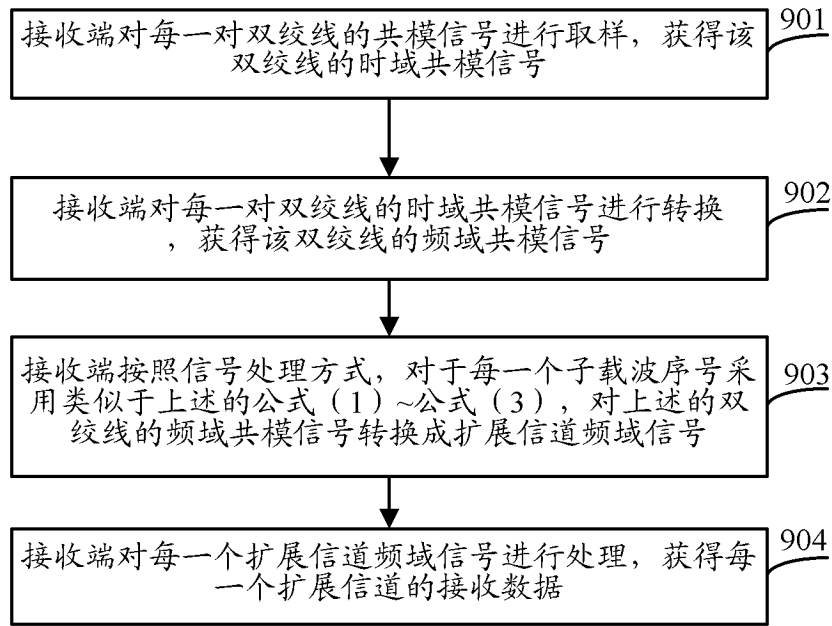 接收端对每一对双绞线的共模信号进行取样，获得该
双绞线的时域共模信号
901
接收端对每一对双绞线的时域共模信号进行转换
，获得该双绞线的频域共模信号
902
接收端按照信号处理方式，对于每一个子载波序号采
用类似于上述的公式（1）~公式（3），对上述的双
绞线的频域共模信号转换成扩展信道频域信号
903
接收端对每一个扩展信道频域信号进行处理，获得每
一个扩展信道的接收数据
904